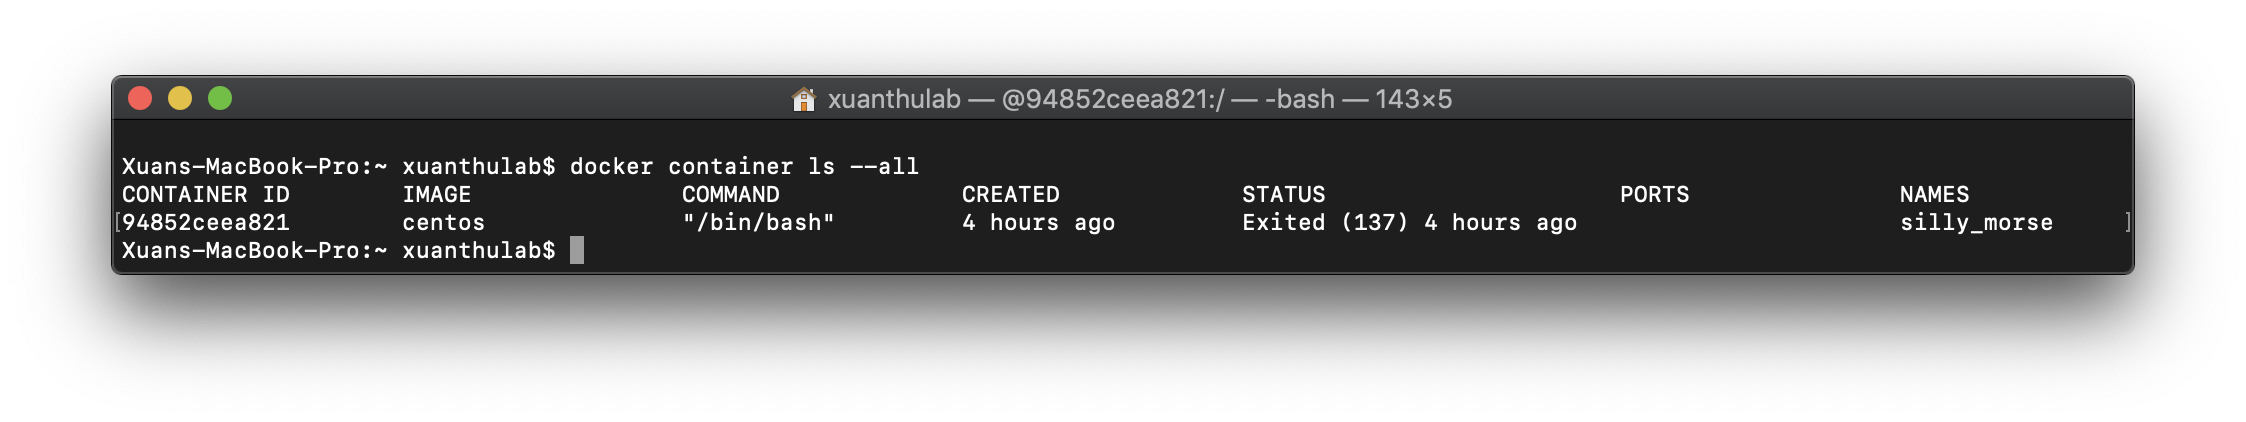 xuanthulab — @94852ceea821:/ — -bash — 143×5
Xuans-MacBook-Pro:~ xuanthulab$ docker container ls --all
CONTAINER ID        IMAGE               COMMAND             CREATED             STATUS                     PORTS               NAMES
[94852ceea821        centos              "/bin/bash"         4 hours ago         Exited (137) 4 hours ago                       silly_morse     ]
Xuans-MacBook-Pro:~ xuanthulab$